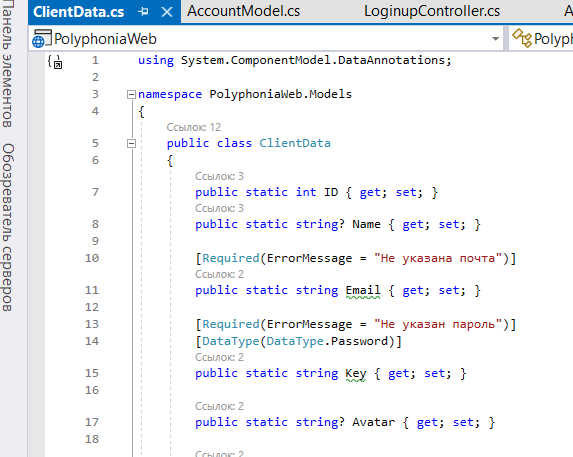 ClientData.cs
AccountModel.cs
LoginupController.cs
PolyphoniaWeb
Polyph
Панель элементов
Обозреватель серверов
1 using System.ComponentModel.DataAnnotations;
2
3 namespace PolyphoniaWeb.Models
4 {
Ссылок: 12
5 public class ClientData
6 {
Ссылок: 3
7 public static int ID { get; set; }
Ссылок: 3
8 public static string? Name { get; set; }
9
10 [Required(ErrorMessage = "Не указана почта")]
Ссылок: 2
11 public static string Email { get; set; }
12
13 [Required(ErrorMessage = "Не указан пароль")]
14 [DataType(DataType.Password)]
Ссылок: 2
15 public static string Key { get; set; }
16
Ссылок: 2
17 public static string? Avatar { get; set; }
18